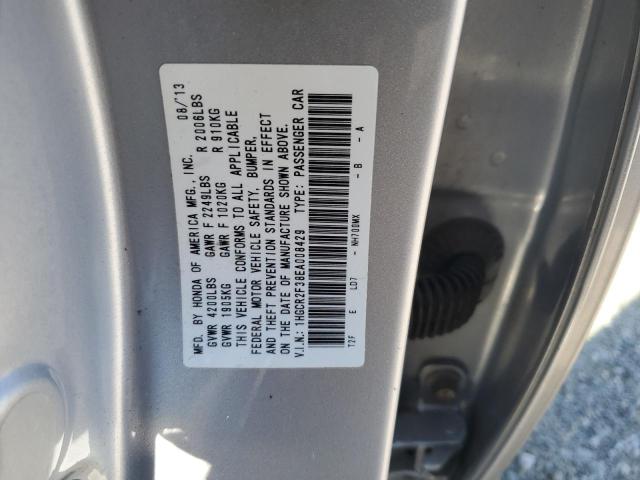 MFD. BY HONDA OF AMERICA MFG., INC. 08/13
GVWR 4200LBS GAWR F 2249LBS R 2006LBS
GVWR 1905KG GAWR F 1020KG R 910KG
THIS VEHICLE CONFORMS TO ALL APPLICABLE
FEDERAL MOTOR VEHICLE SAFETY, BUMPER,
AND THEFT PREVENTION STANDARDS IN EFFECT
ON THE DATE OF MANUFACTURE SHOWN ABOVE.
V.I.N.: 1HGCR2F38EA008429 TYPE: PASSENGER CAR
T2F E LD7 - NH700MX - B - A